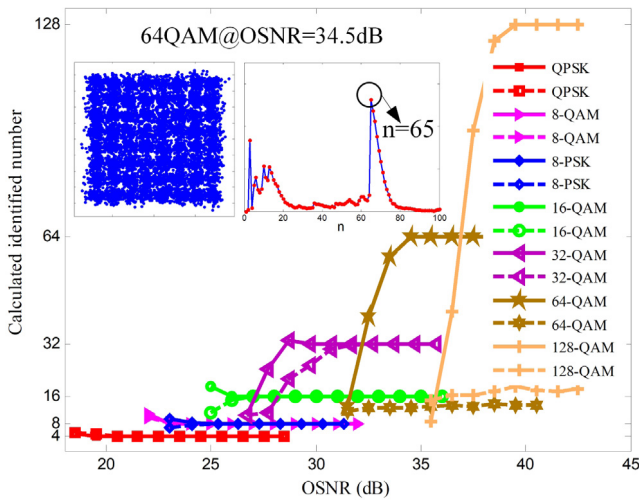 64QAM@OSNR=34.5dB
n=65
0 20 40 60 80 100
n
Calculated identified number
128
64
32
16
8
4
20 25 30 35 40 45
OSNR (dB)
QPSK
QPSK
8-QAM
8-QAM
8-PSK
8-PSK
16-QAM
16-QAM
32-QAM
32-QAM
64-QAM
64-QAM
128-QAM
128-QAM